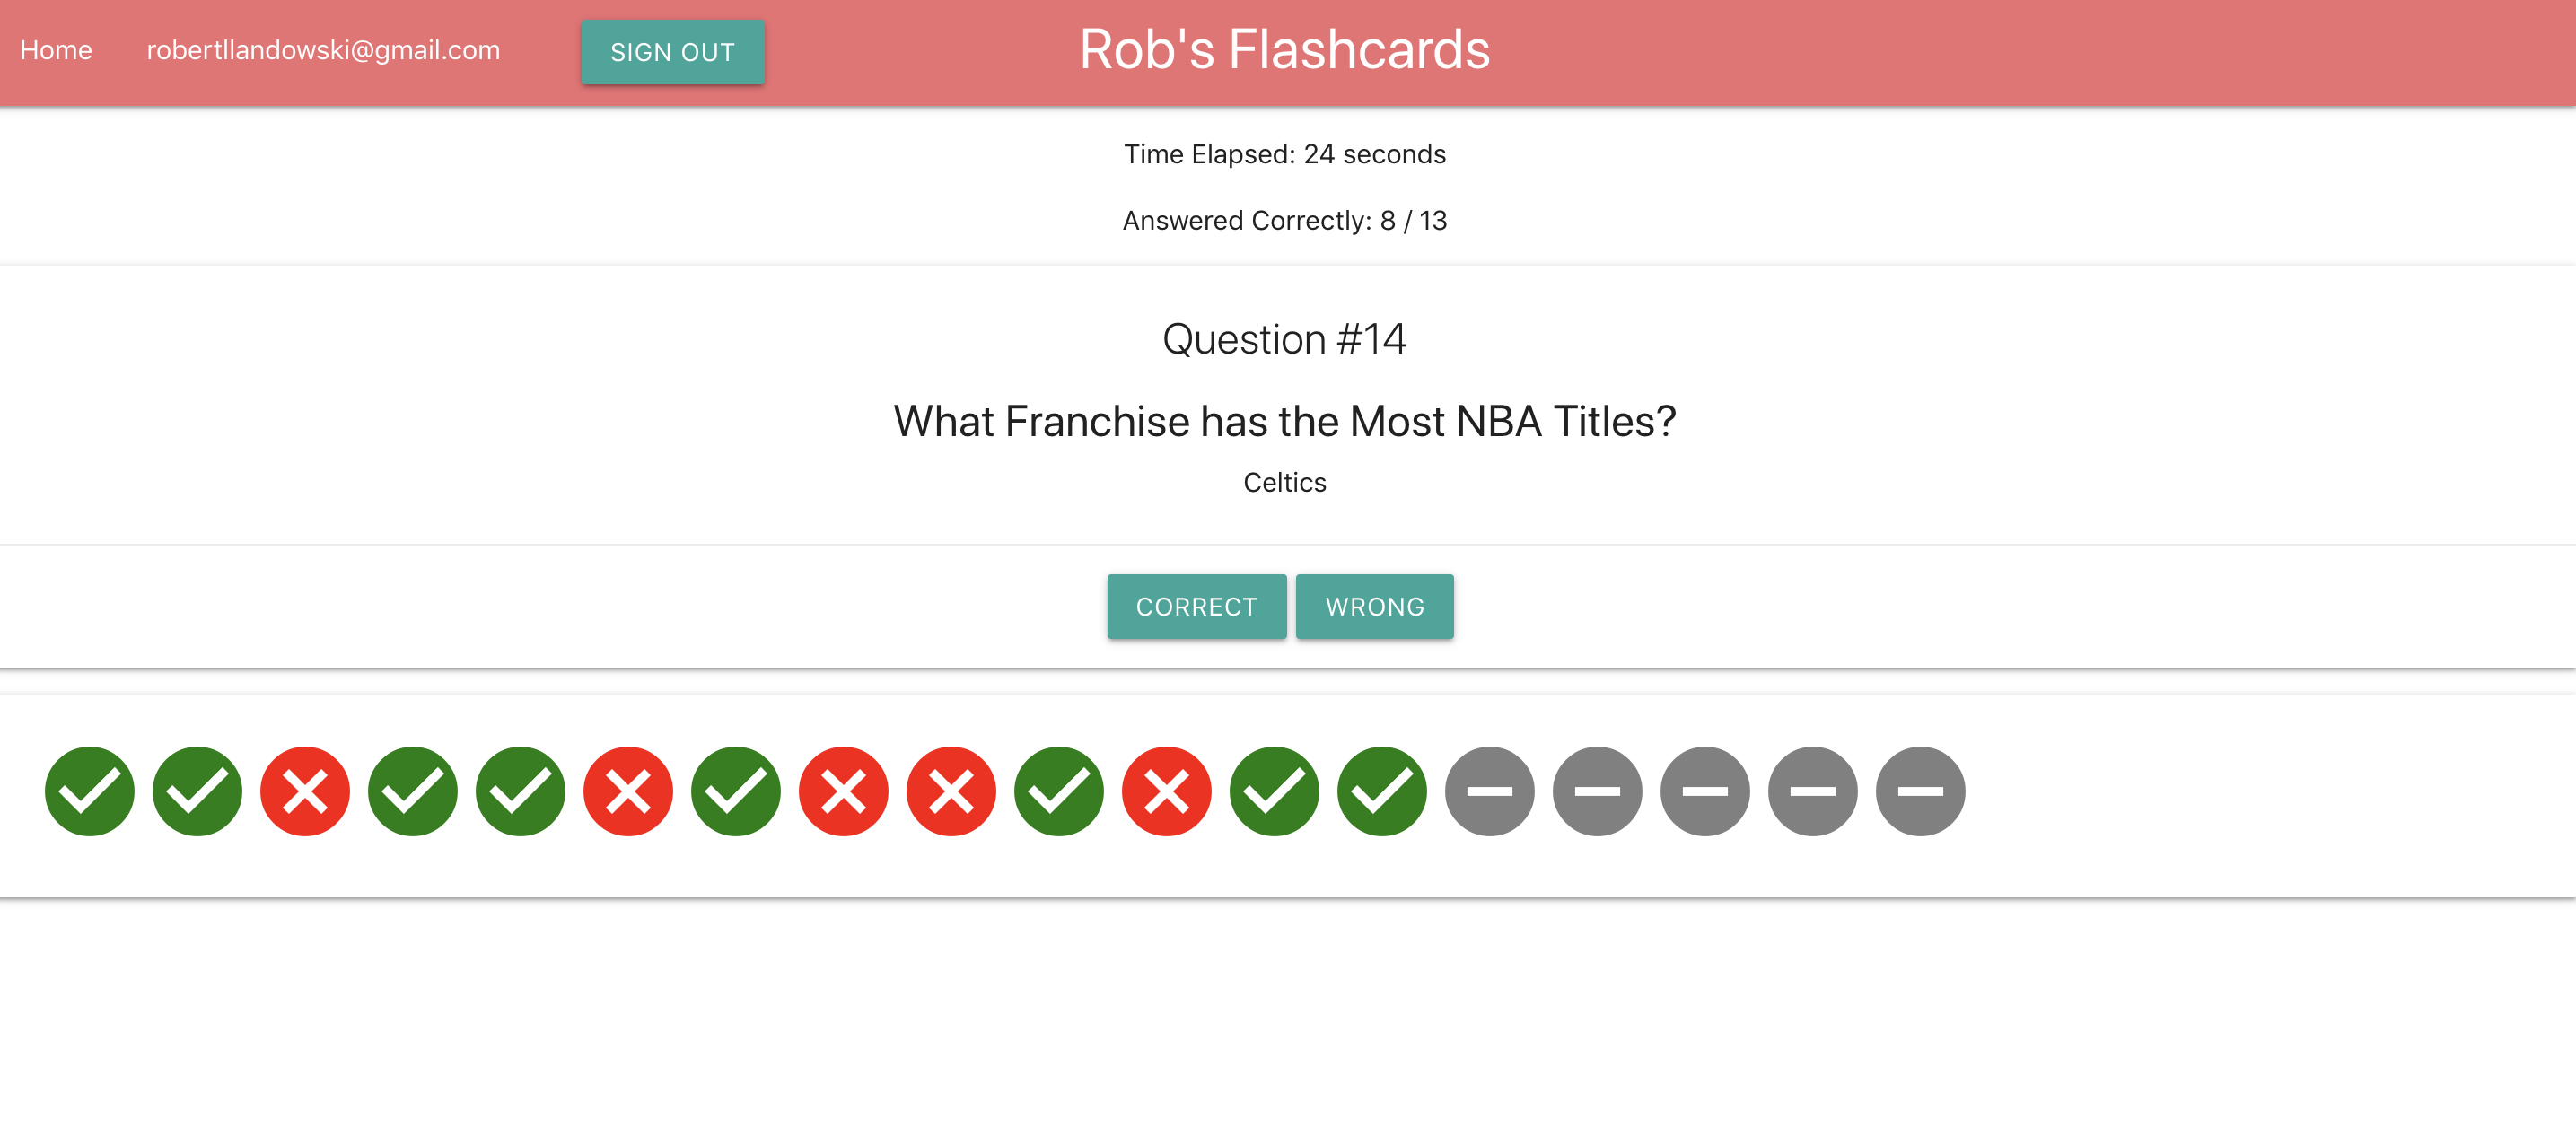 Home robertllandowski@gmail.com SIGN OUT Rob's Flashcards
Time Elapsed: 24 seconds
Answered Correctly: 8 / 13
Question #14
What Franchise has the Most NBA Titles?
Celtics
CORRECT WRONG